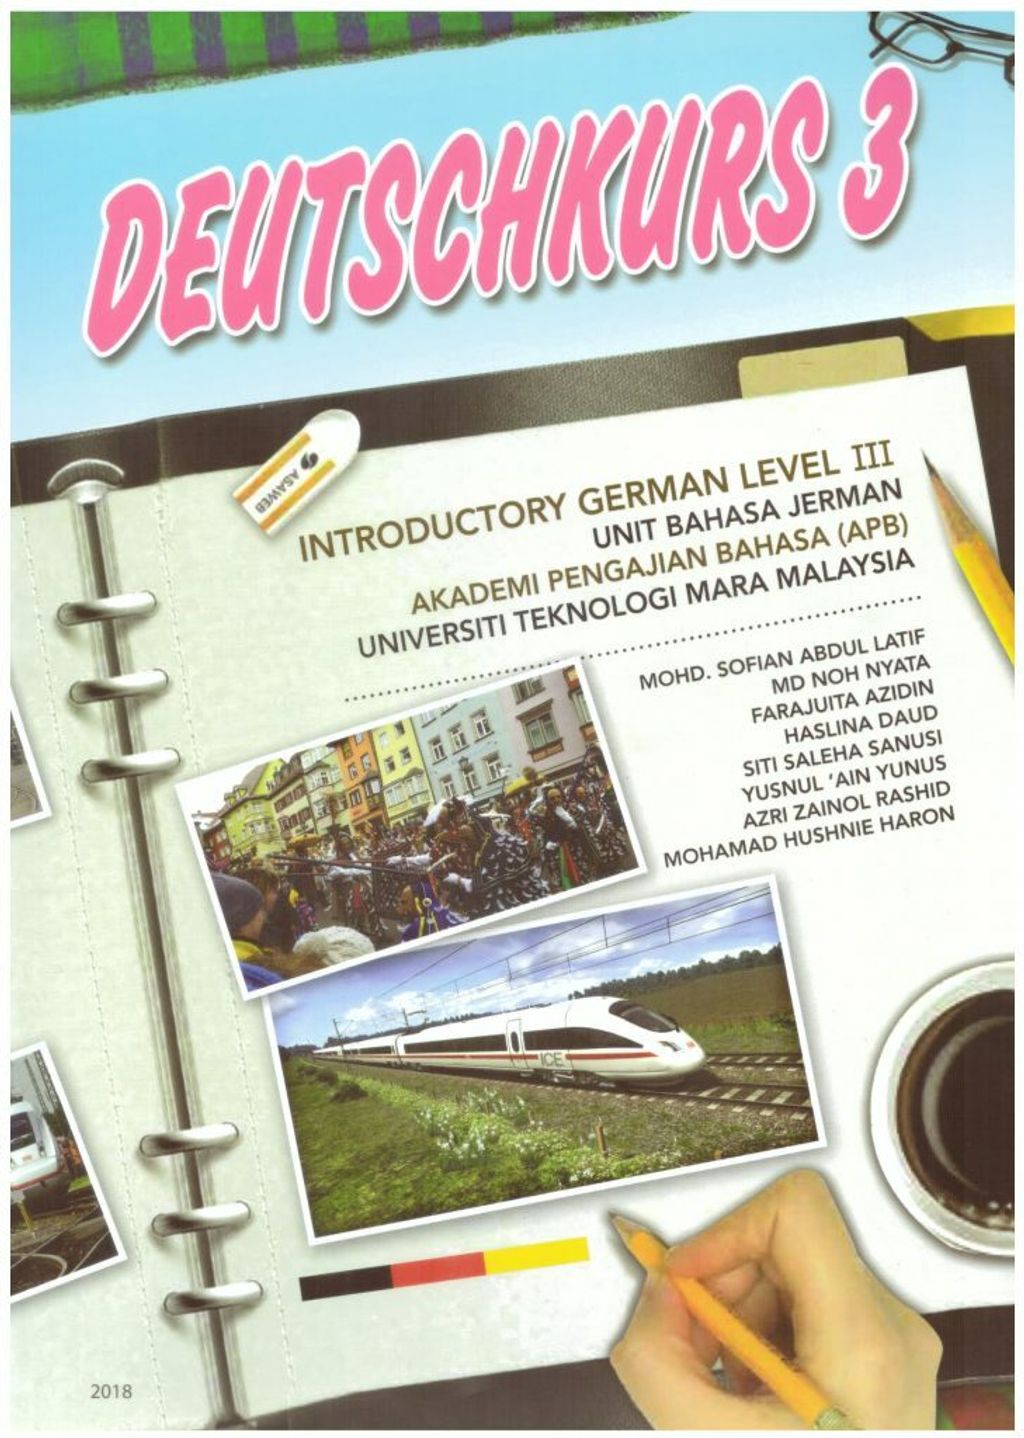 DEUTSCHKURS 3
ASAWEB
INTRODUCTORY GERMAN LEVEL III
UNIT BAHASA JERMAN
AKADEMI PENGAJIAN BAHASA (APB)
UNIVERSITI TEKNOLOGI MARA MALAYSIA
MOHD. SOFIAN ABDUL LATIF
MD NOH NYATA
FARAJUITA AZIDIN
HASLINA DAUD
SITI SALEHA SANUSI
YUSNUL 'AIN YUNUS
AZRI ZAINOL RASHID
MOHAMAD HUSHNIE HARON
ICE
2018